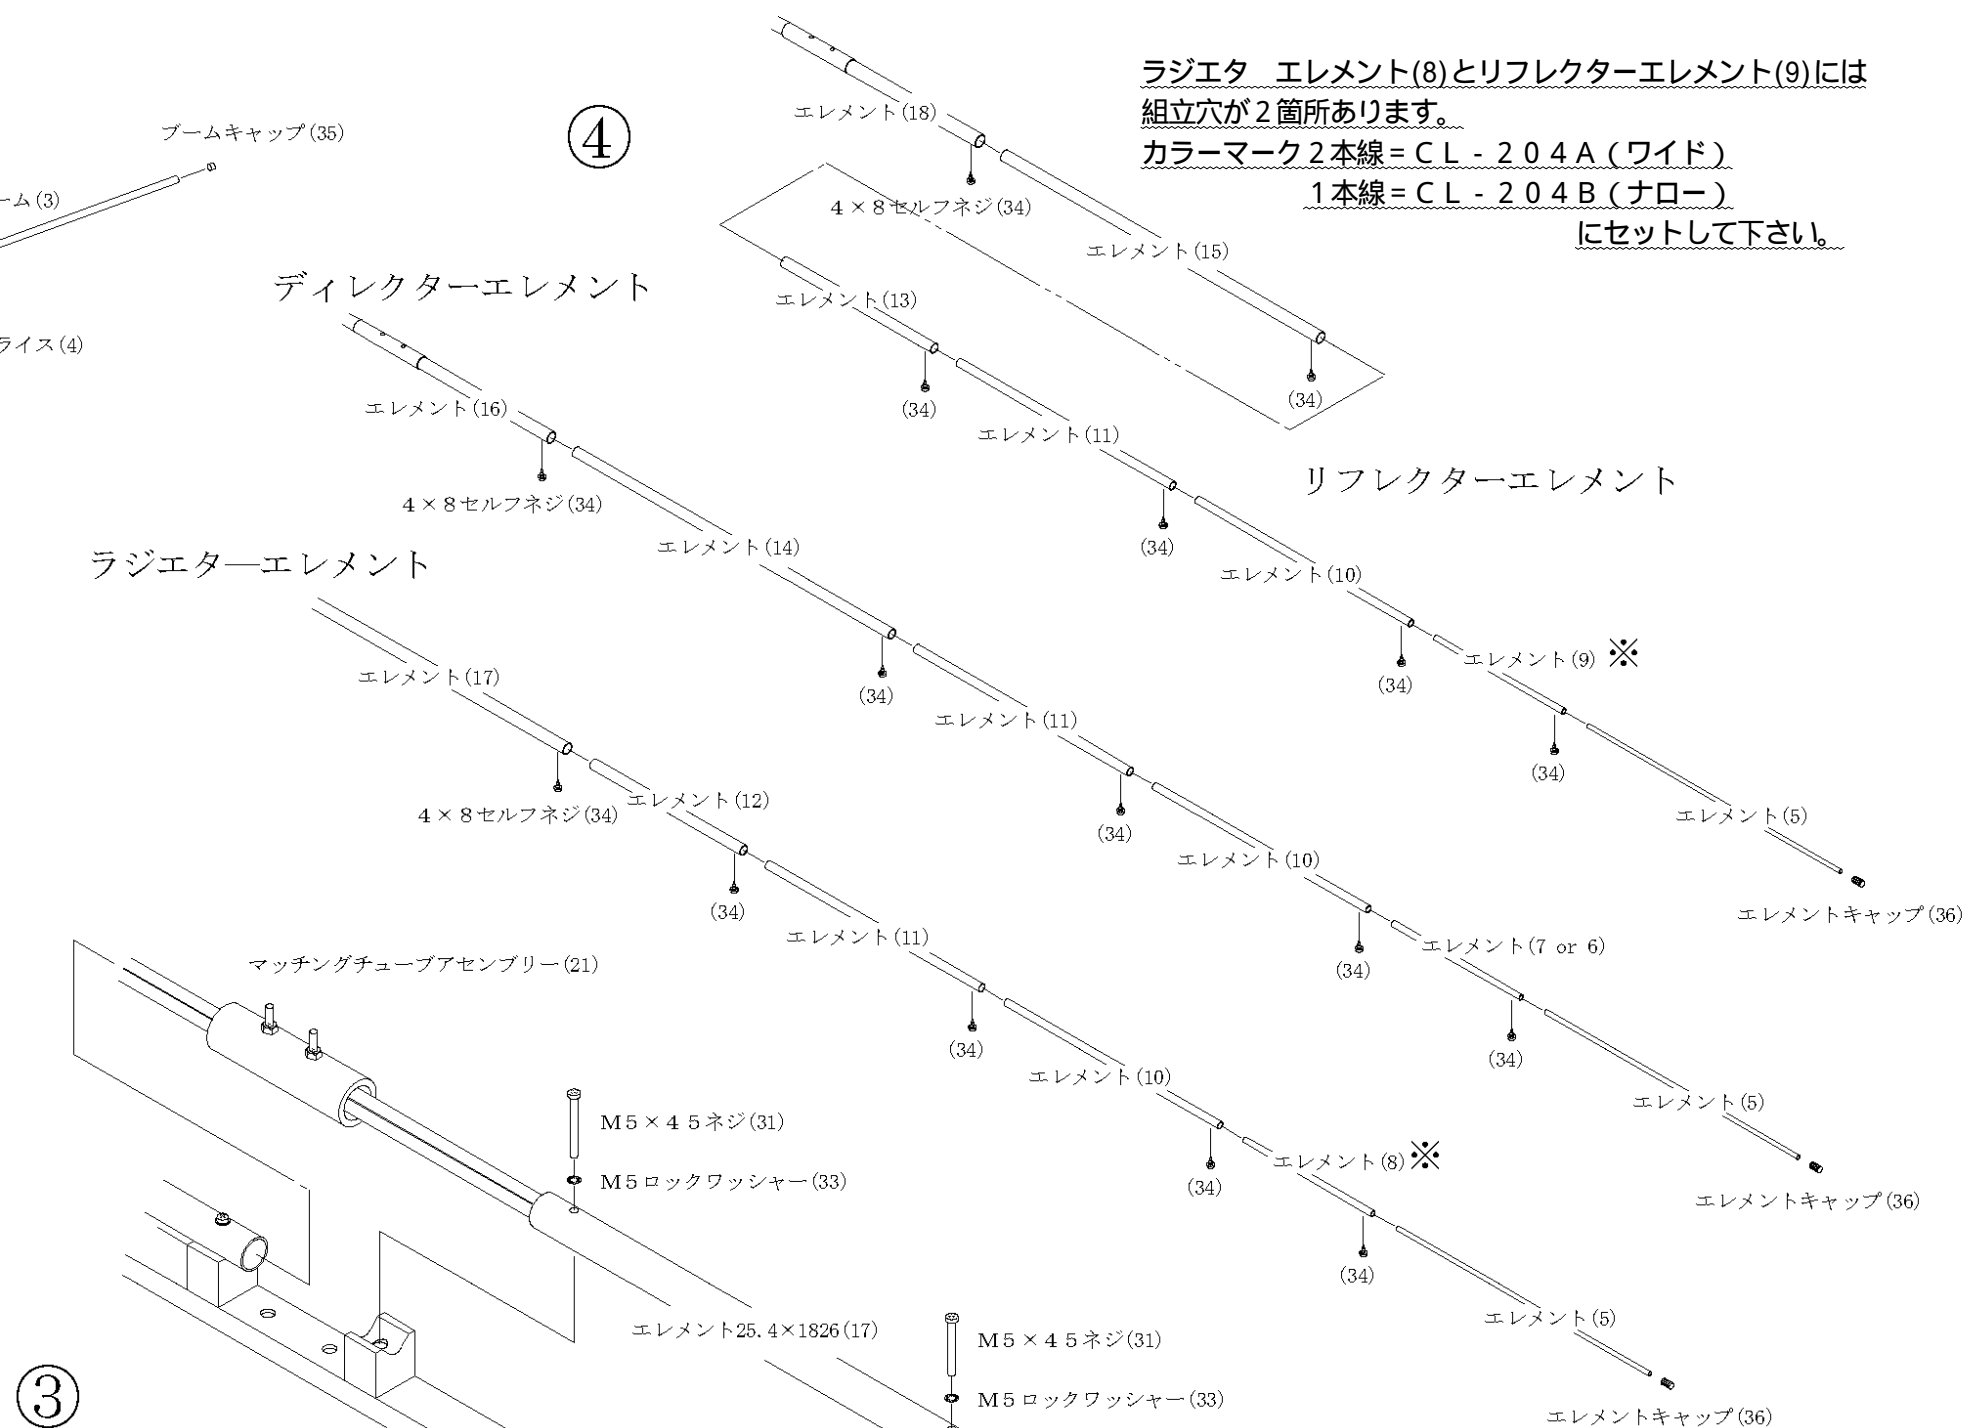 ④
ラジエタ　エレメント(8)とリフレクターエレメント(9)には
組立穴が２箇所あります。
カラーマーク２本線=ＣＬ-２０４Ａ(ワイド)
１本線=ＣＬ-２０４Ｂ(ナロー)
にセットして下さい。
ブームキャップ(35)
ーム(3)
ライス(4)
エレメント(18)
４×８セルフネジ(34)
エレメント(15)
(34)
エレメント(13)
(34)
エレメント(11)
(34)
リフレクターエレメント
エレメント(10)
(34)
エレメント(9) ※
(34)
エレメント(5)
エレメントキャップ(36)
ディレクターエレメント
エレメント(16)
４×８セルフネジ(34)
エレメント(14)
(34)
エレメント(11)
(34)
エレメント(10)
(34)
エレメント(7 or 6)
(34)
エレメント(5)
エレメントキャップ(36)
ラジエタ―エレメント
エレメント(17)
４×８セルフネジ(34)
エレメント(12)
(34)
エレメント(11)
(34)
エレメント(10)
(34)
エレメント(8)※
(34)
エレメント(5)
エレメントキャップ(36)
マッチングチューブアセンブリー(21)
Ｍ５×４５ネジ(31)
Ｍ５ロックワッシャー(33)
エレメント25.4×1826(17)
Ｍ５×４５ネジ(31)
Ｍ５ロックワッシャー(33)
③